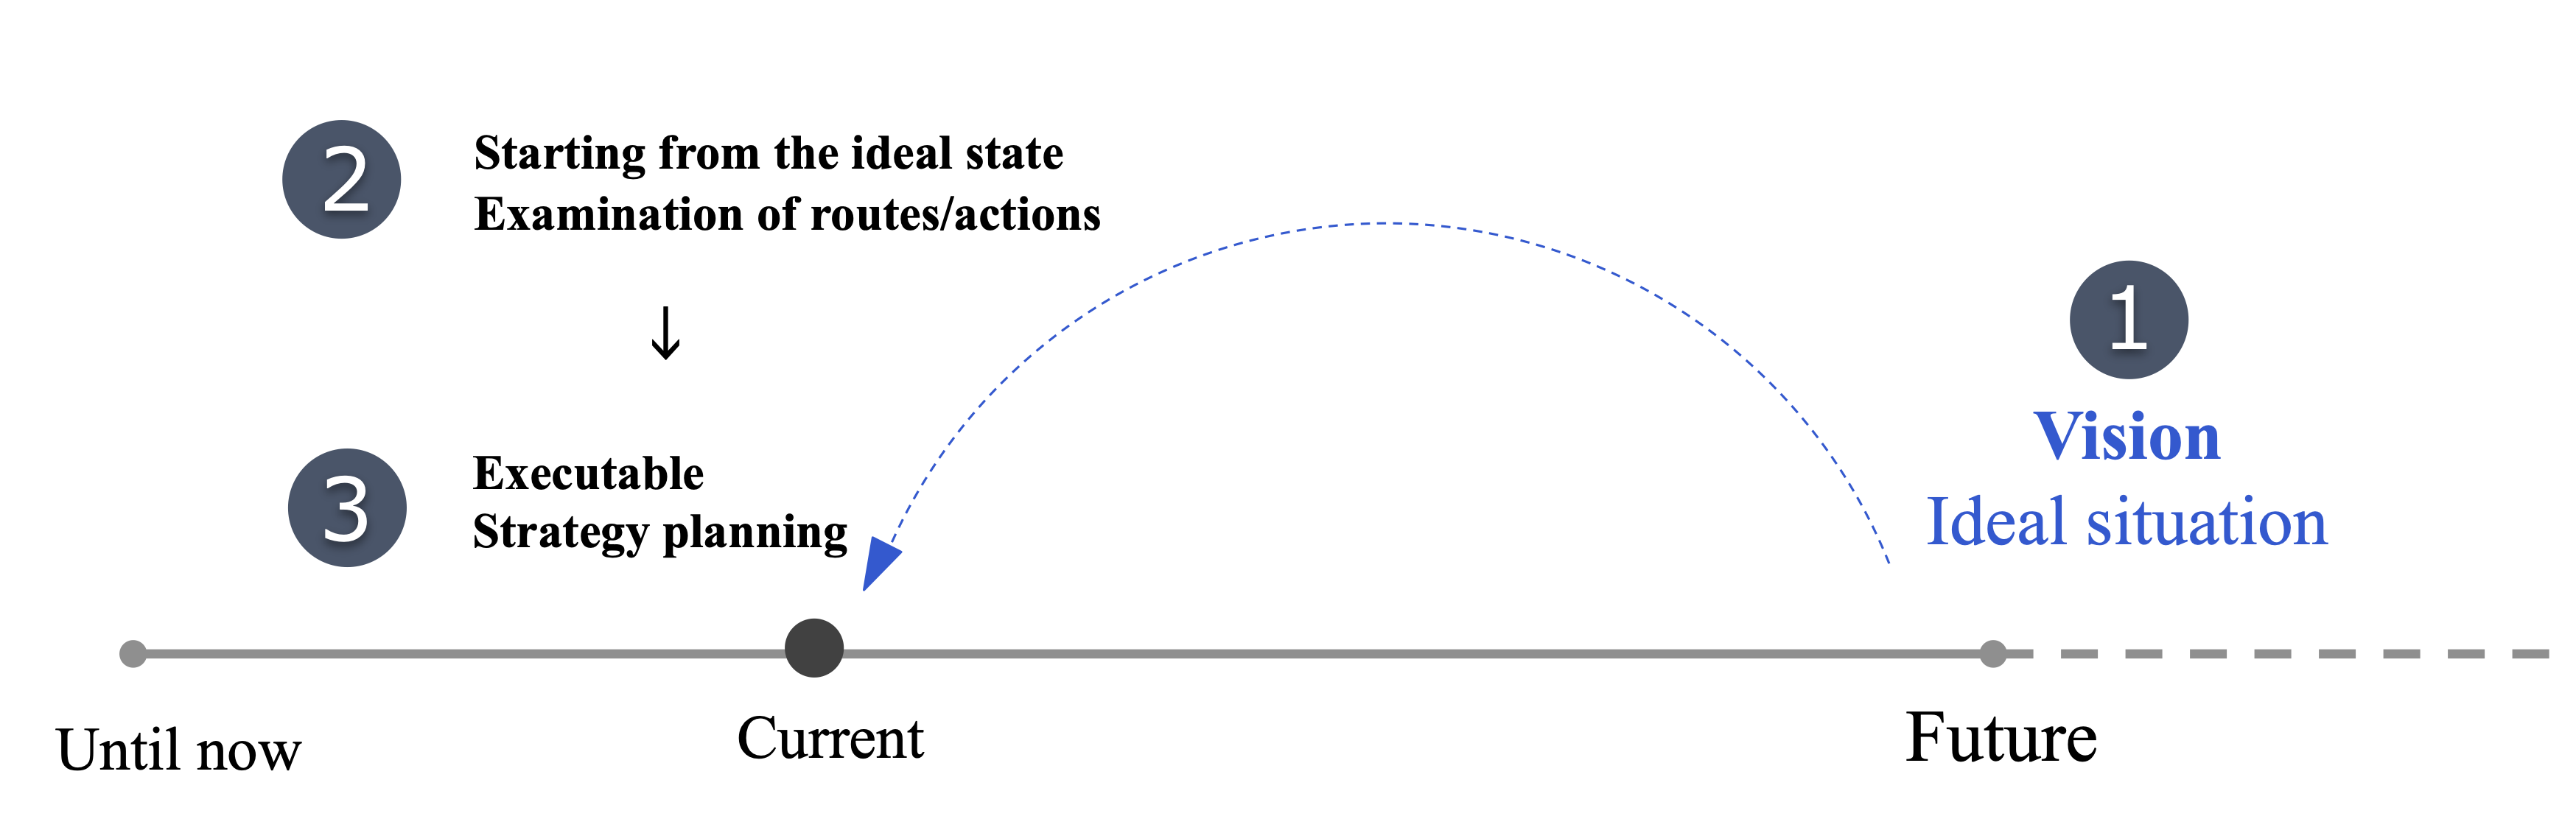 2
Starting from the ideal state
Examination of routes/actions
↓
1
Vision
Ideal situation
3
Executable
Strategy planning
Until now
Current
Future